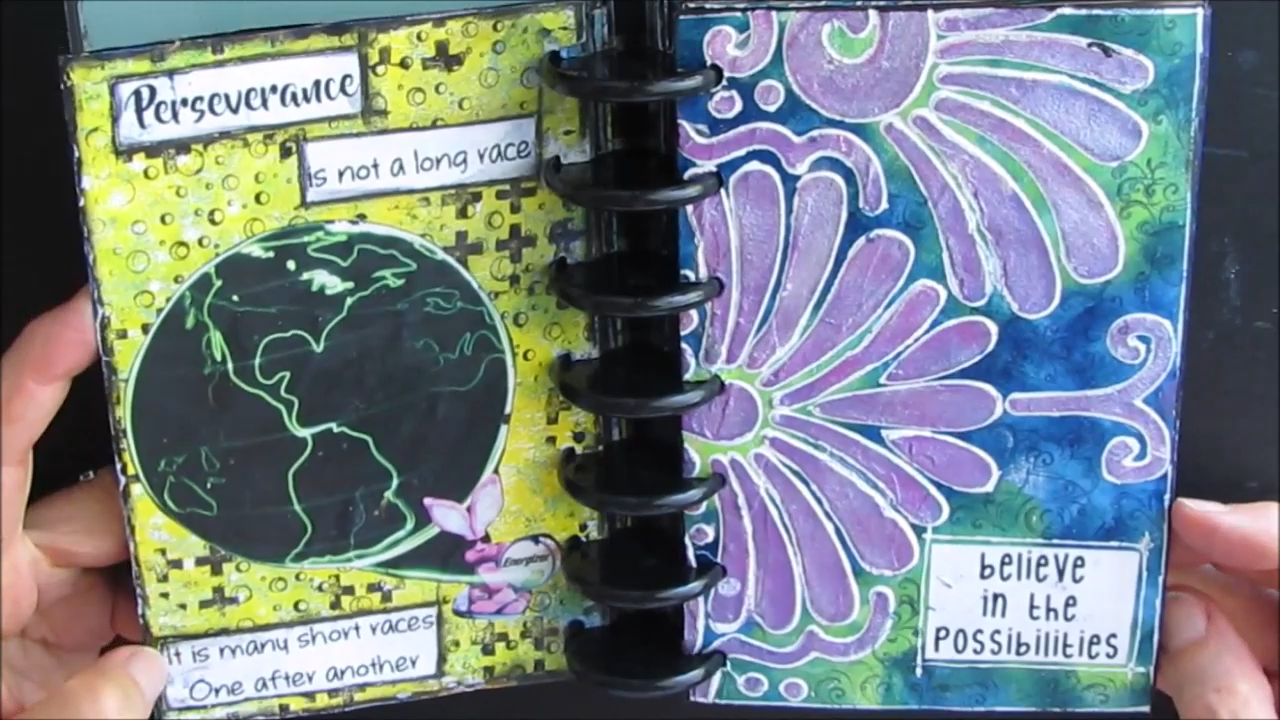 Perseverance
is not a long race
Energizer
It is many short races
One after another
believe
in the
POSSibilities